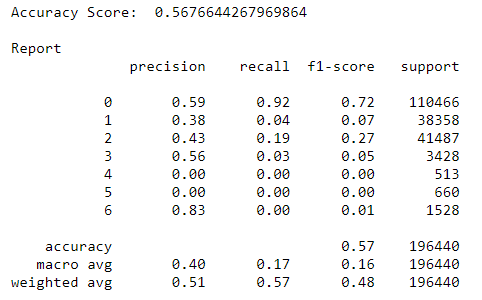 Accuracy Score:  0.5676644267969864
Report
precision    recall  f1-score   support
0       0.59      0.92      0.72    110466
1       0.38      0.04      0.07     38358
2       0.43      0.19      0.27     41487
3       0.56      0.03      0.05      3428
4       0.00      0.00      0.00       513
5       0.00      0.00      0.00       660
6       0.83      0.00      0.01      1528
accuracy                           0.57    196440
macro avg       0.40      0.17      0.16    196440
weighted avg       0.51      0.57      0.48    196440